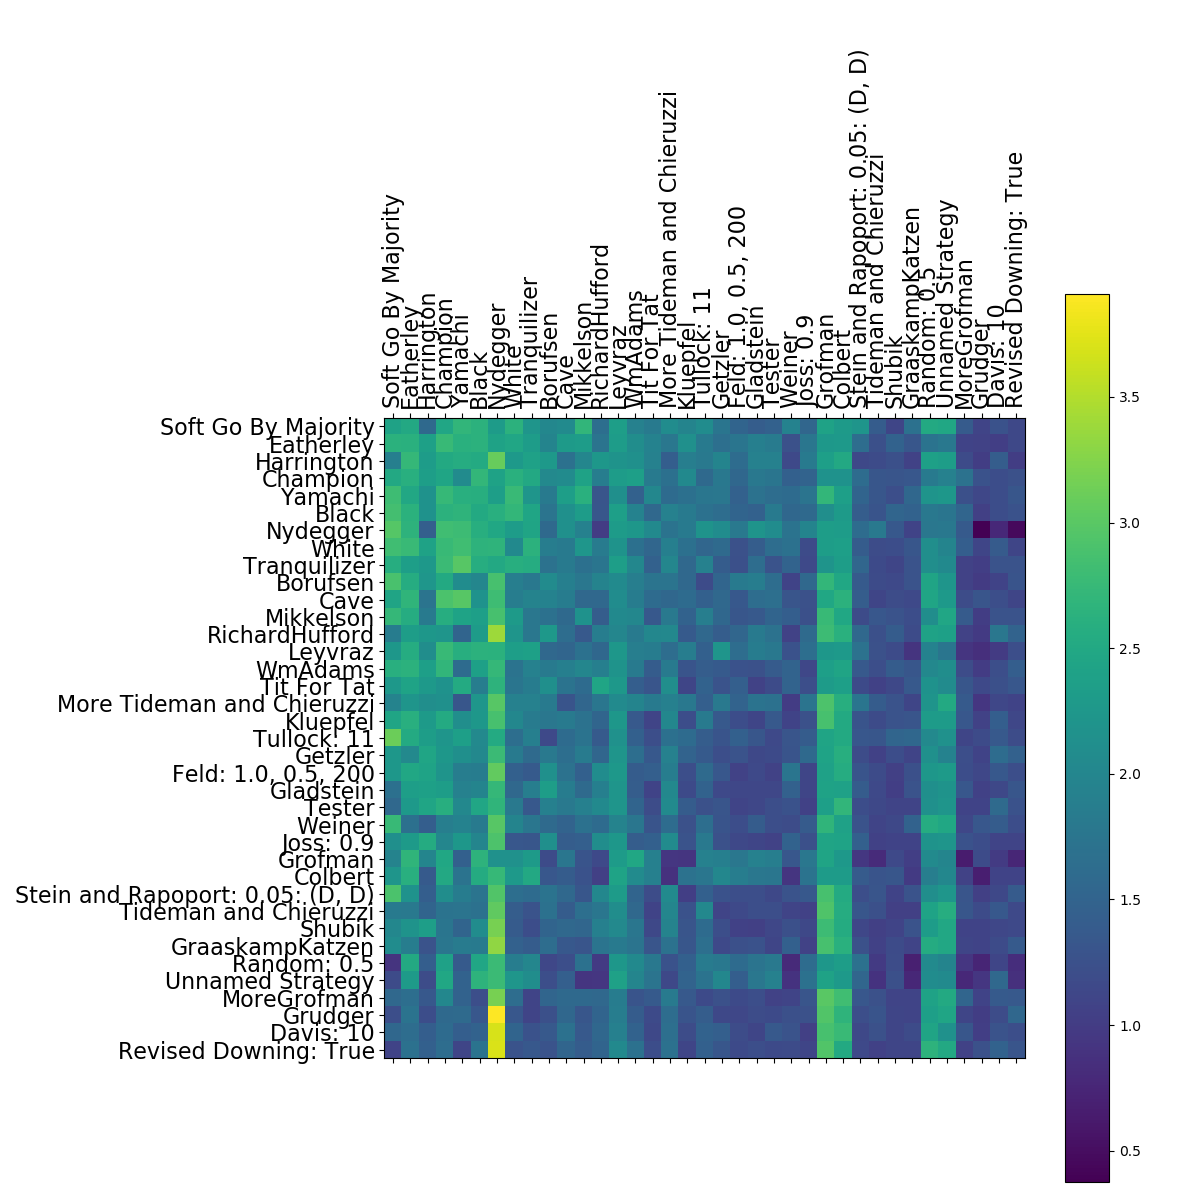 Soft Go By Majority
Eatherley
Harrington
Champion
Yamachi
Black
Nydegger
White
Tranquilizer
Borufsen
Cave
Mikkelson
RichardHufford
Leyvraz
WmAdams
Tit For Tat
More Tideman and Chieruzzi
Kluepfel
Tullock: 11
Getzler
Feld: 1.0, 0.5, 200
Gladstein
Tester
Weiner
Joss: 0.9
Grofman
Colbert
Stein and Rapoport: 0.05: (D, D)
Tideman and Chieruzzi
Shubik
GraaskampKatzen
Random: 0.5
Unnamed Strategy
MoreGrofman
Grudger
Davis: 10
Revised Downing: True
Soft Go By Majority
Eatherley
Harrington
Champion
Yamachi
Black
Nydegger
White
Tranquilizer
Borufsen
Cave
Mikkelson
RichardHufford
Leyvraz
WmAdams
Tit For Tat
More Tideman and Chieruzzi
Kluepfel
Tullock: 11
Getzler
Feld: 1.0, 0.5, 200
Gladstein
Tester
Weiner
Joss: 0.9
Grofman
Colbert
Stein and Rapoport: 0.05: (D, D)
Tideman and Chieruzzi
Shubik
GraaskampKatzen
Random: 0.5
Unnamed Strategy
MoreGrofman
Grudger
Davis: 10
Revised Downing: True
3.5
3.0
2.5
2.0
1.5
1.0
0.5